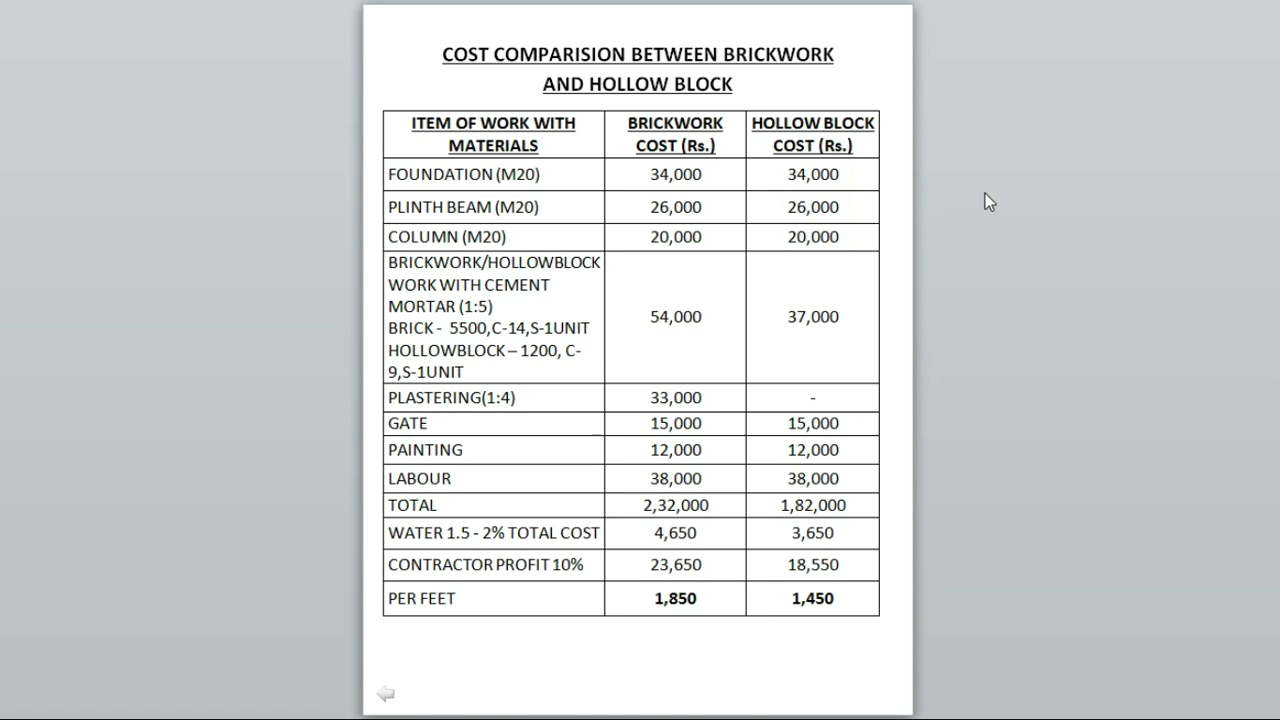 COST COMPARISION BETWEEN BRICKWORK
AND HOLLOW BLOCK
ITEM OF WORK WITH MATERIALS BRICKWORK COST (Rs.) HOLLOW BLOCK COST (Rs.)
FOUNDATION (M20) 34,000 34,000
PLINTH BEAM (M20) 26,000 26,000
COLUMN (M20) 20,000 20,000
BRICKWORK/HOLLOWBLOCK
WORK WITH CEMENT
MORTAR (1:5)
BRICK - 5500,C-14,S-1UNIT
HOLLOWBLOCK – 1200, C-
9,S-1UNIT
54,000 37,000
PLASTERING(1:4) 33,000 -
GATE 15,000 15,000
PAINTING 12,000 12,000
LABOUR 38,000 38,000
TOTAL 2,32,000 1,82,000
WATER 1.5 - 2% TOTAL COST 4,650 3,650
CONTRACTOR PROFIT 10% 23,650 18,550
PER FEET 1,850 1,450